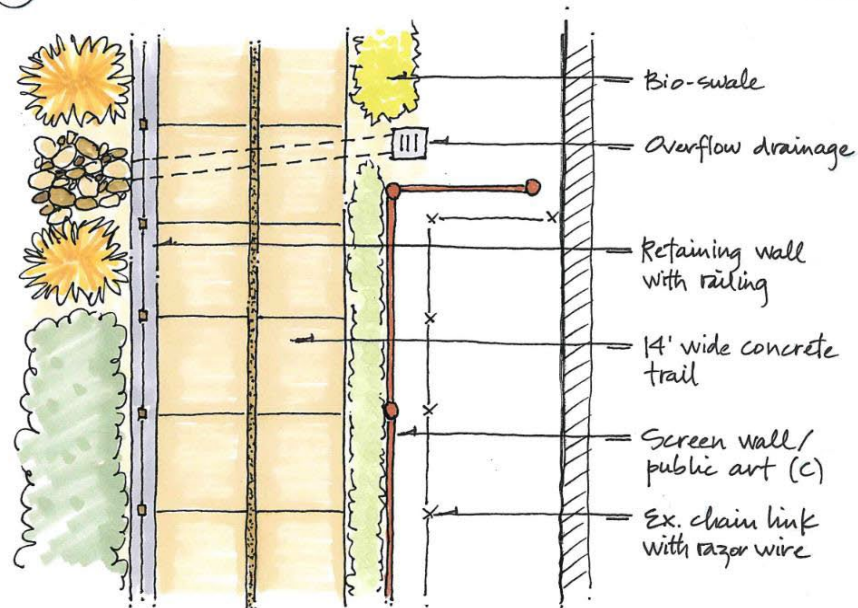 Bio-swale
Overflow drainage
Retaining wall
with railing
14' wide concrete
trail
Screen wall/
public art (C)
Ex. chain link
with razor wire